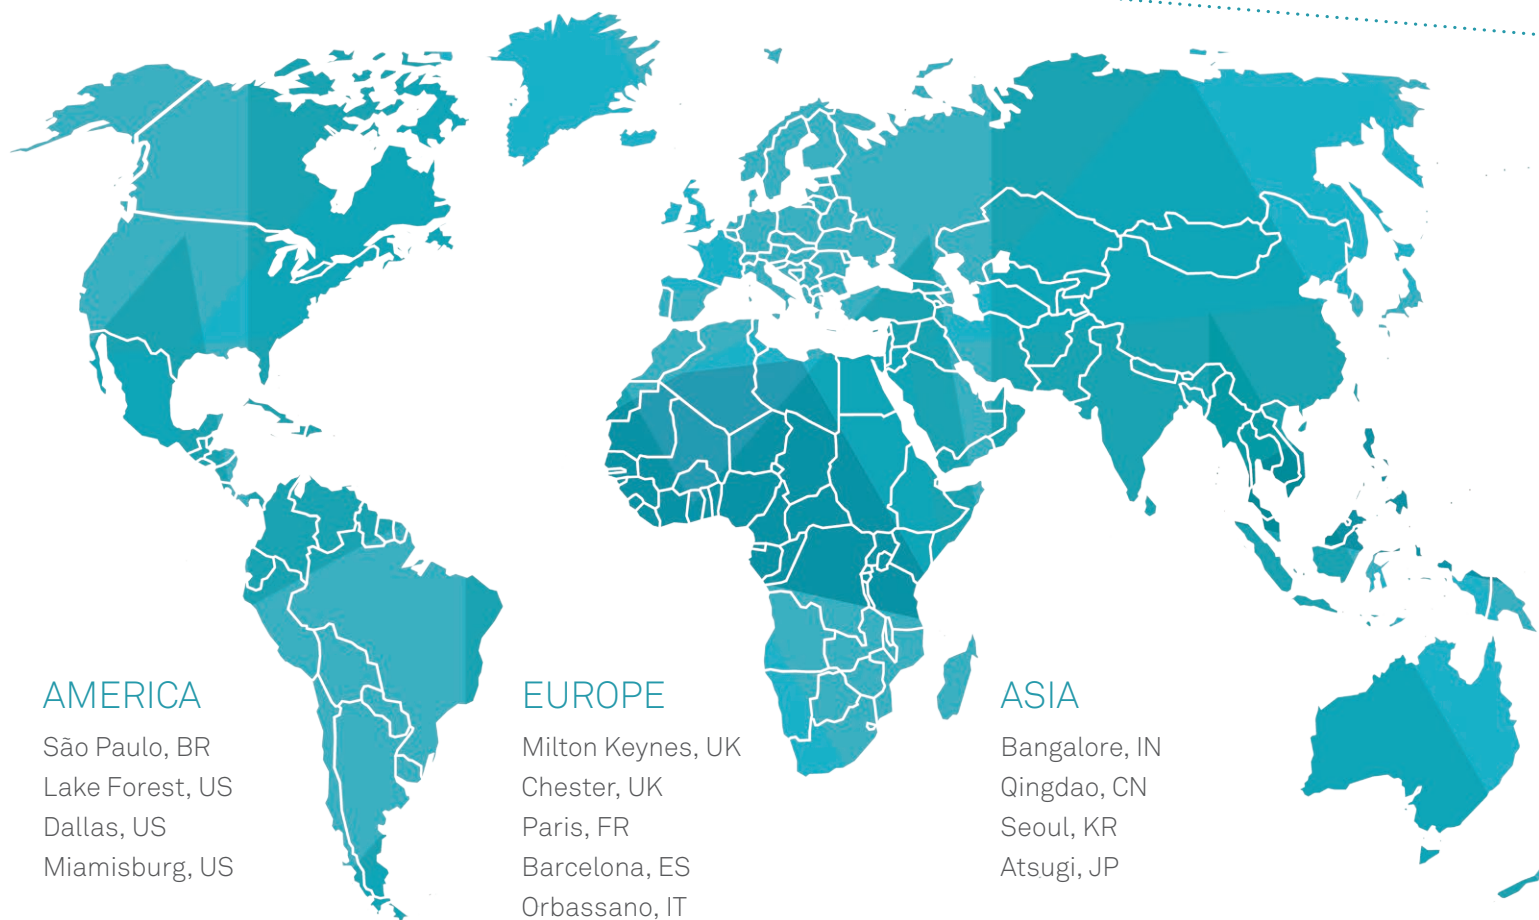 AMERICA
São Paulo, BR
Lake Forest, US
Dallas, US
Miamisburg, US
EUROPE
Milton Keynes, UK
Chester, UK
Paris, FR
Barcelona, ES
Orbassano, IT
ASIA
Bangalore, IN
Qingdao, CN
Seoul, KR
Atsugi, JP